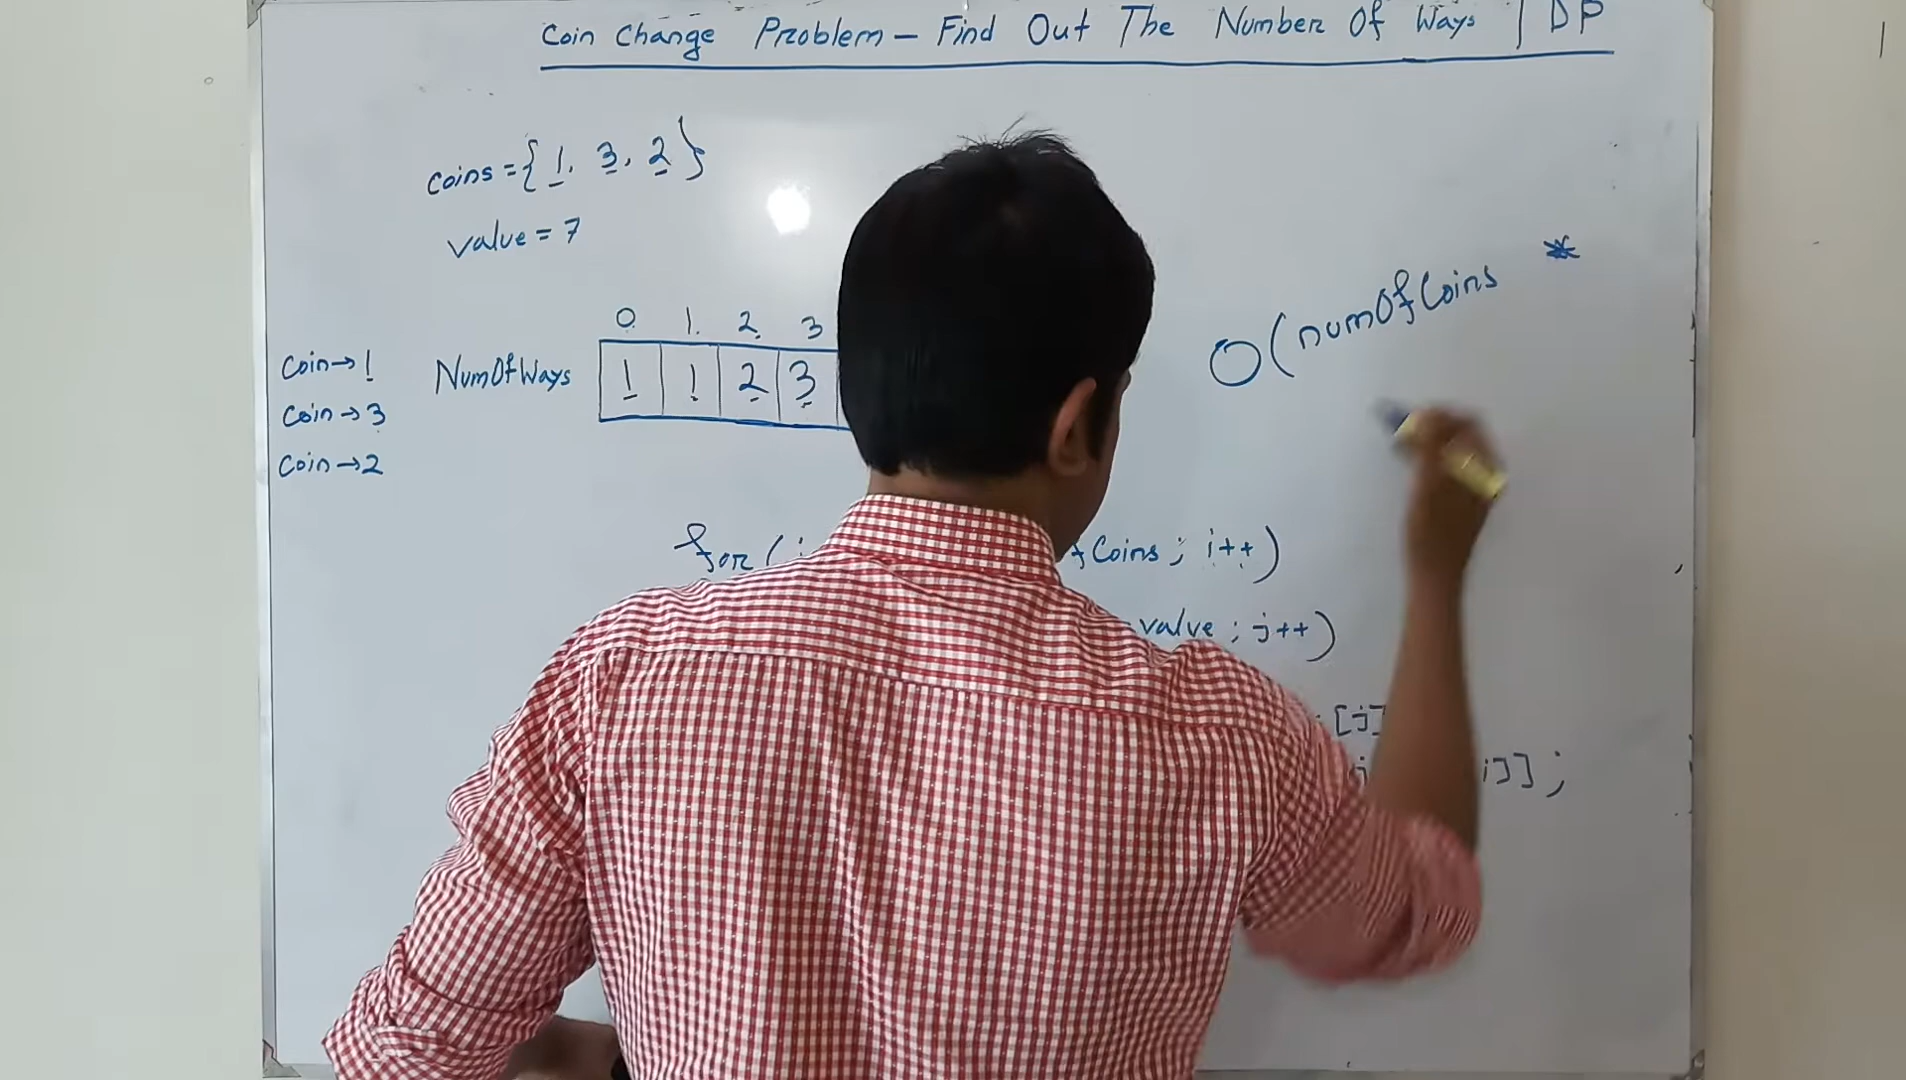 Coin Change Problem - Find Out The Number Of Ways | DP
coins = { 1, 3, 2 }
value = 7
0 1 2 3
NumOfWays 1 1 2 3
Coin→1
Coin→3
Coin→2
O(numOfCoins *
for ( Coins ; i++)
value ; j++)
[j]
i]];